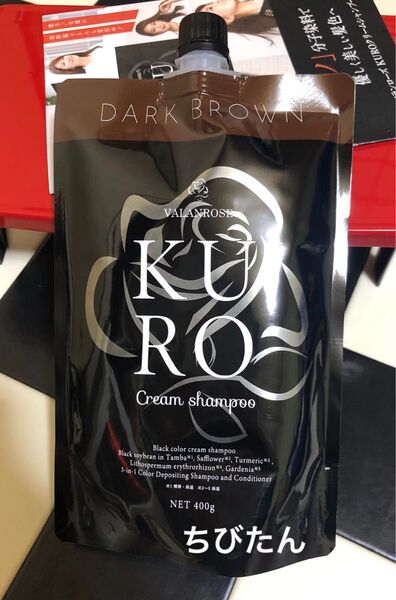 分子染料で
優しく美しい髪色へ
DARK BROWN
VALANROSE
KU
RO
Cream shampoo
Black color cream shampoo
Black soybean in Tamba※1, Safflower※2, Turmeric※3,
Lithospermum erythrorhizon※4, Gardenia※5
3-in-1 Color Depositing Shampoo and Conditioner
NET 400g
ちびたん